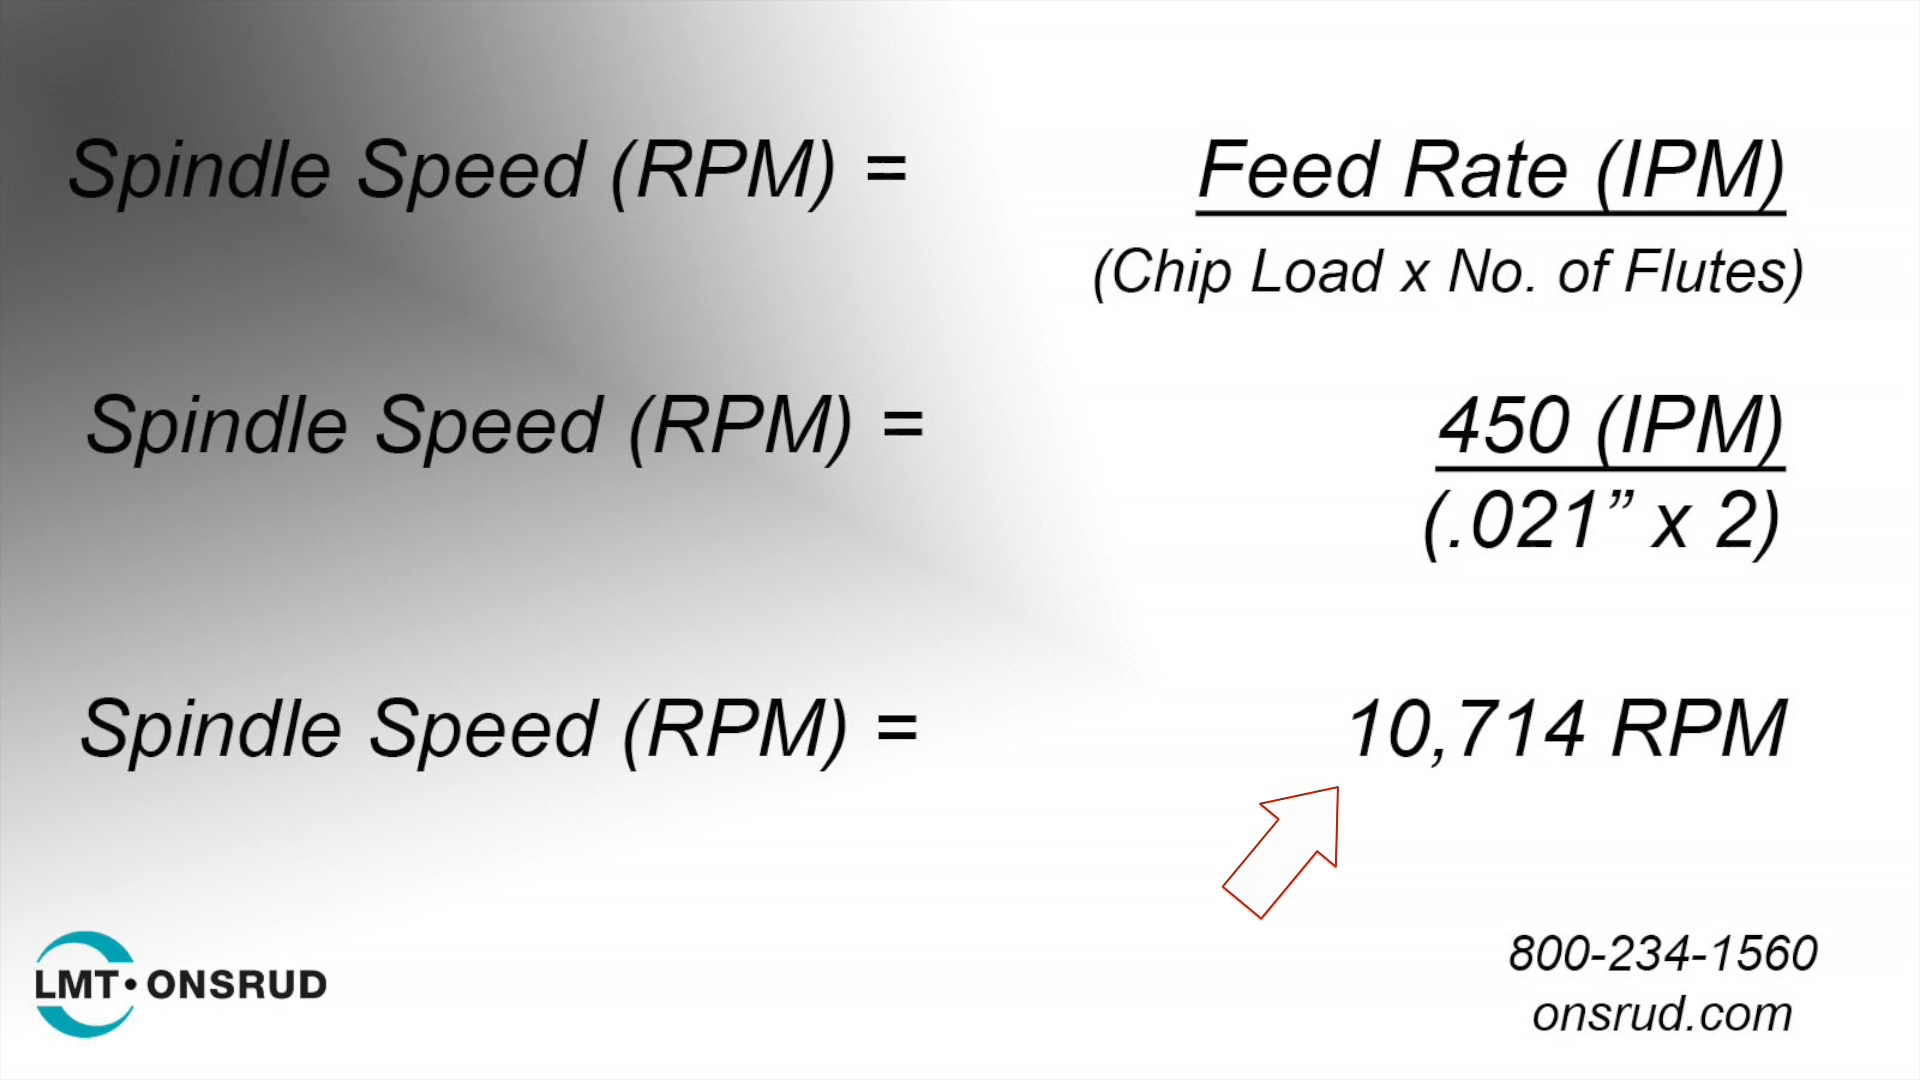 Spindle Speed (RPM) = Feed Rate (IPM)
(Chip Load x No. of Flutes)
Spindle Speed (RPM) = 450 (IPM)
(.021” x 2)
Spindle Speed (RPM) = 10,714 RPM
LMT•ONSRUD
800-234-1560
onsrud.com